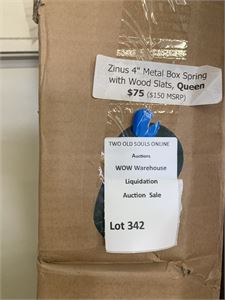 Zinus 4" Metal Box Spring
with Wood Slats, Queen
$75 ($150 MSRP)
TWO OLD SOULS ONLINE
Auctions
WOW Warehouse
Liquidation
Auction Sale
Lot 342